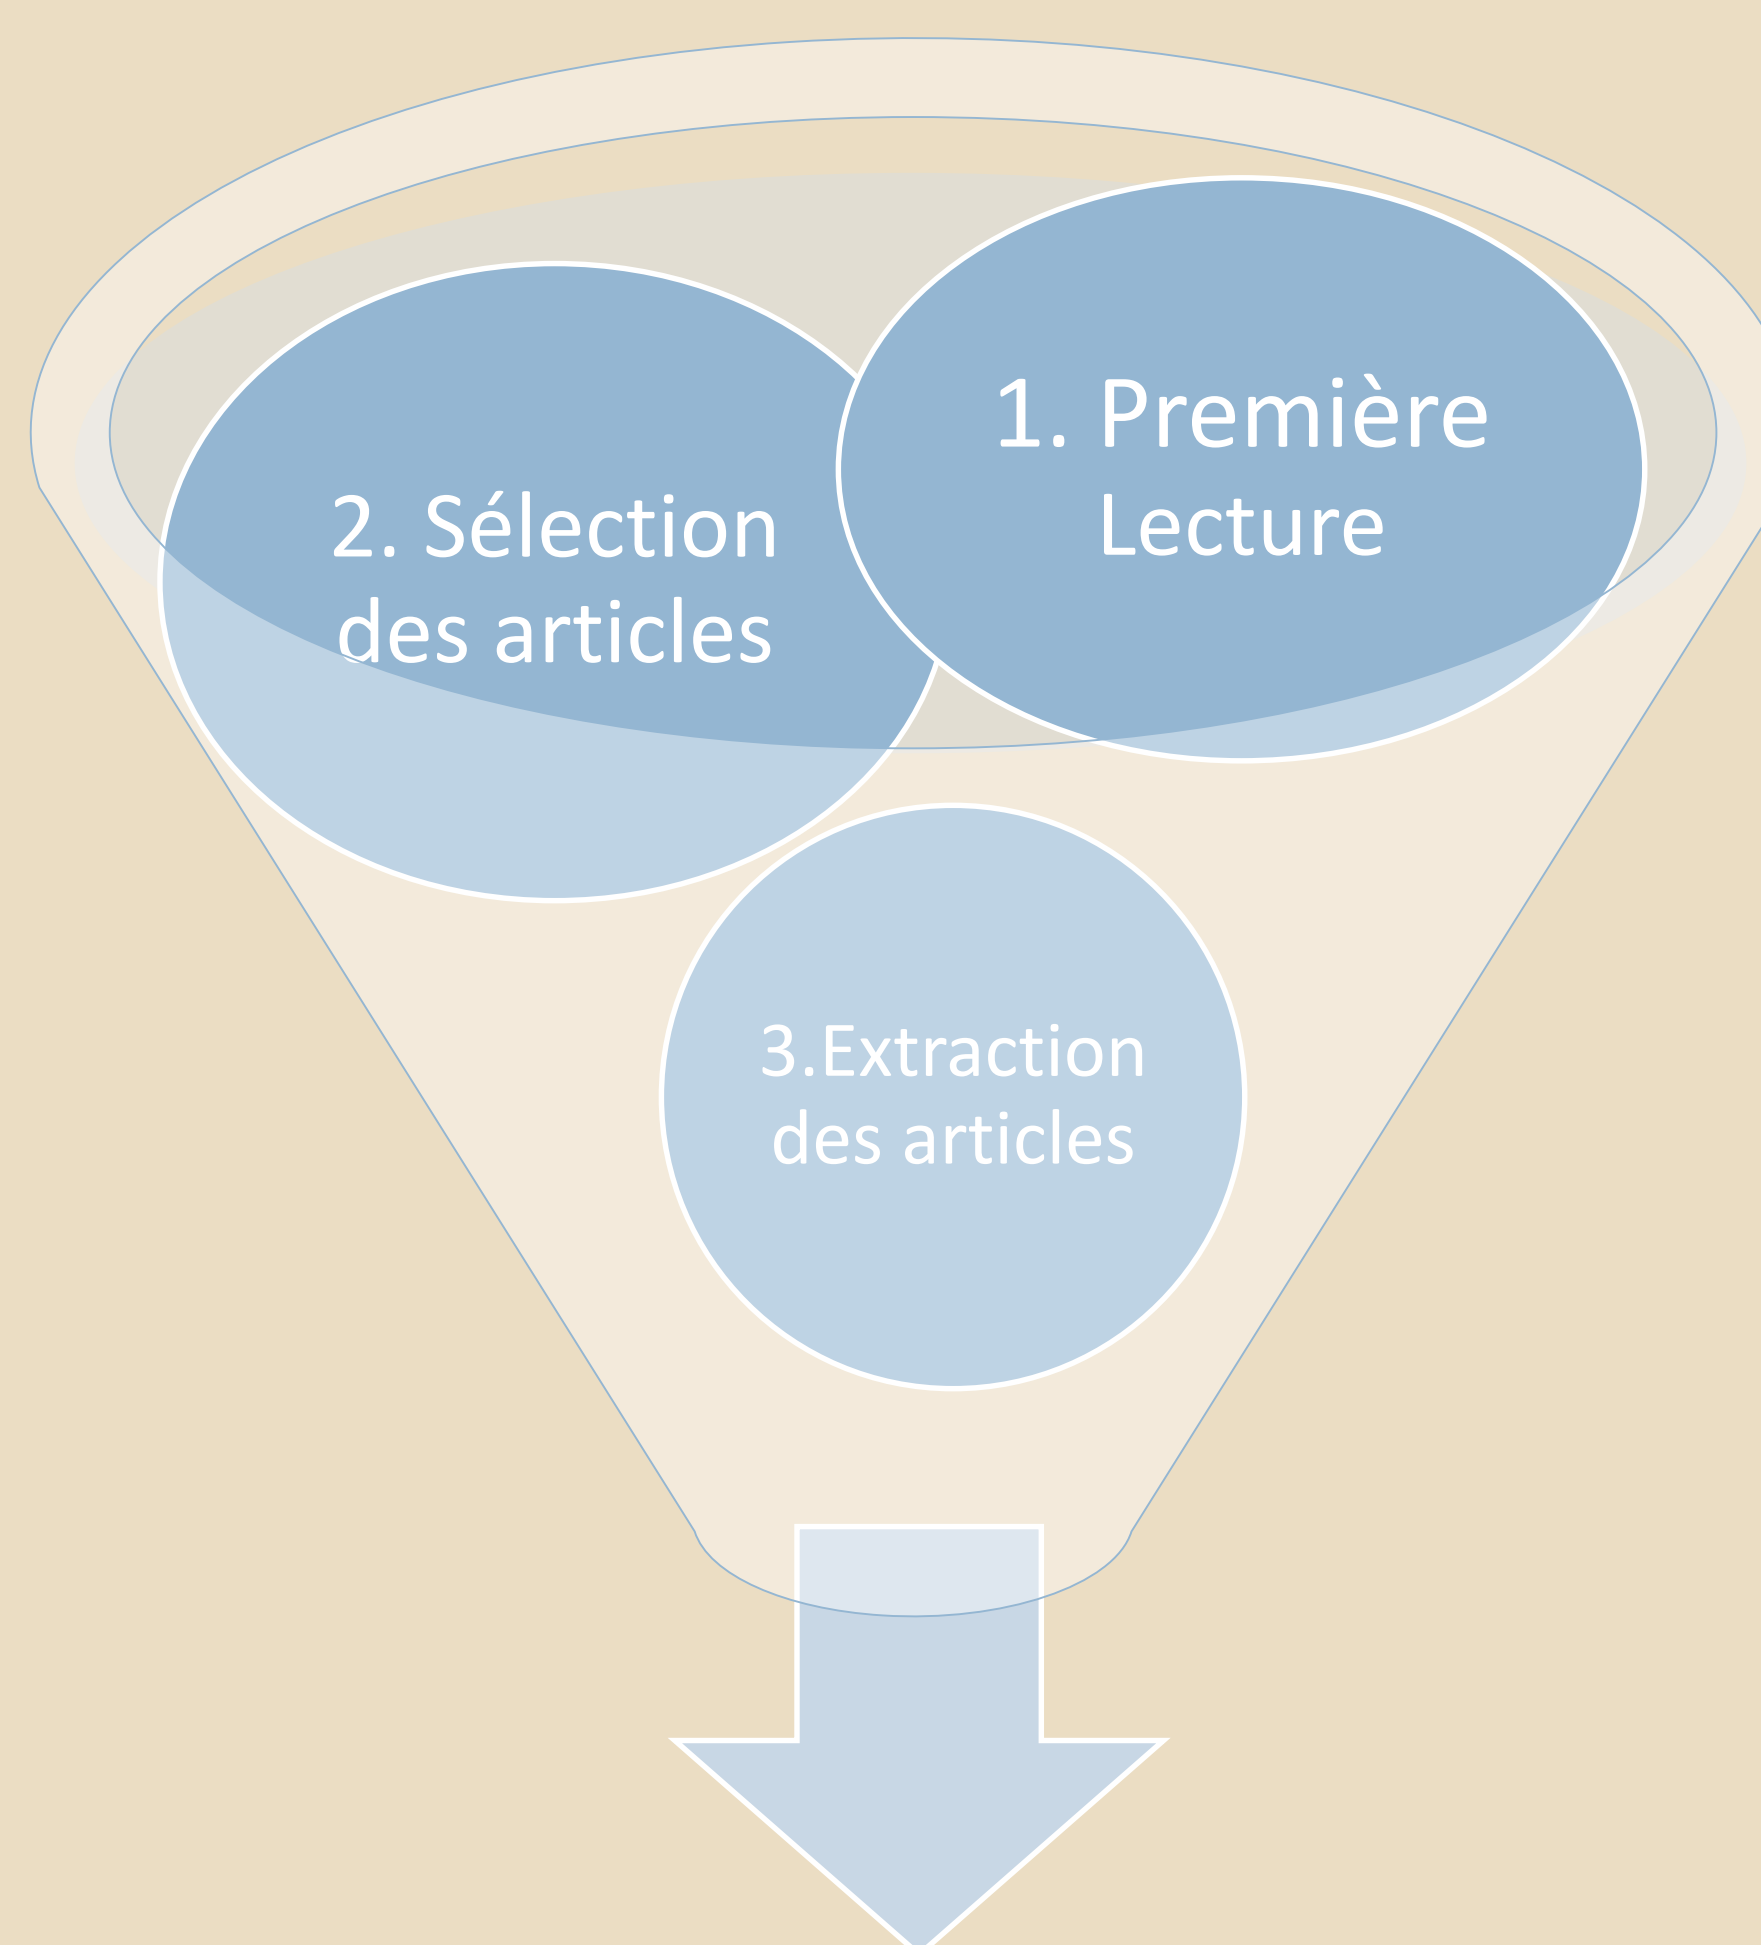 1. Première
Lecture
2. Sélection
des articles
3.Extraction
des articles